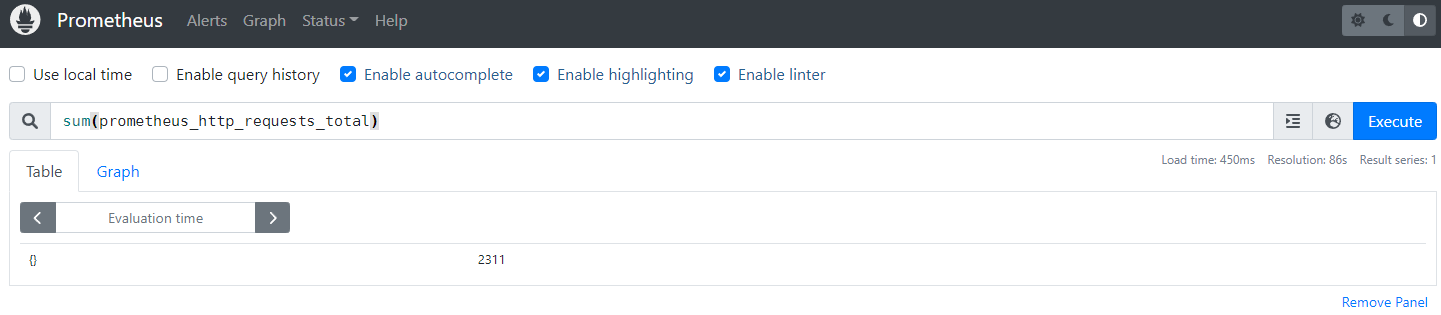 Prometheus Alerts Graph Status Help
Use local time Enable query history Enable autocomplete Enable highlighting Enable linter
sum(prometheus_http_requests_total) Execute
Table Graph Load time: 450ms Resolution: 86s Result series: 1
Evaluation time
{} 2311
Remove Panel